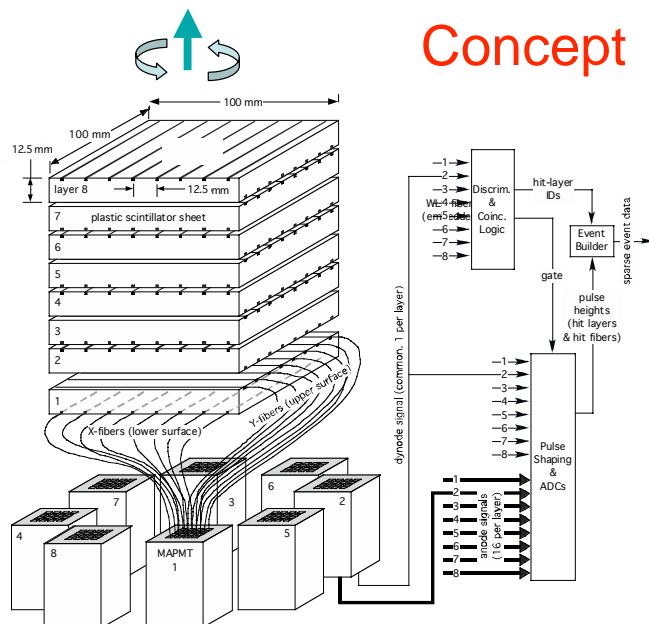 Concept
100 mm
100 mm
12.5 mm
layer 8
12.5 mm
7
plastic scintillator sheet
6
5
4
3
2
1
X-fibers (lower surface)
Y-fibers (upper surface)
7
3
6
2
4
8
MAPMT
1
5
dynode signal (common, 1 per layer)
1
2
3
4
5
6
7
8
Discrim.
&
Coinc.
Logic
hit-layer
IDs
Event
Builder
sparse event data
gate
pulse
heights
(hit layers
& hit fibers)
1
2
3
4
5
6
7
8
Pulse
Shaping
&
ADCs
1
2
3
4
5
6
7
8
anode signals
(16 per layer)